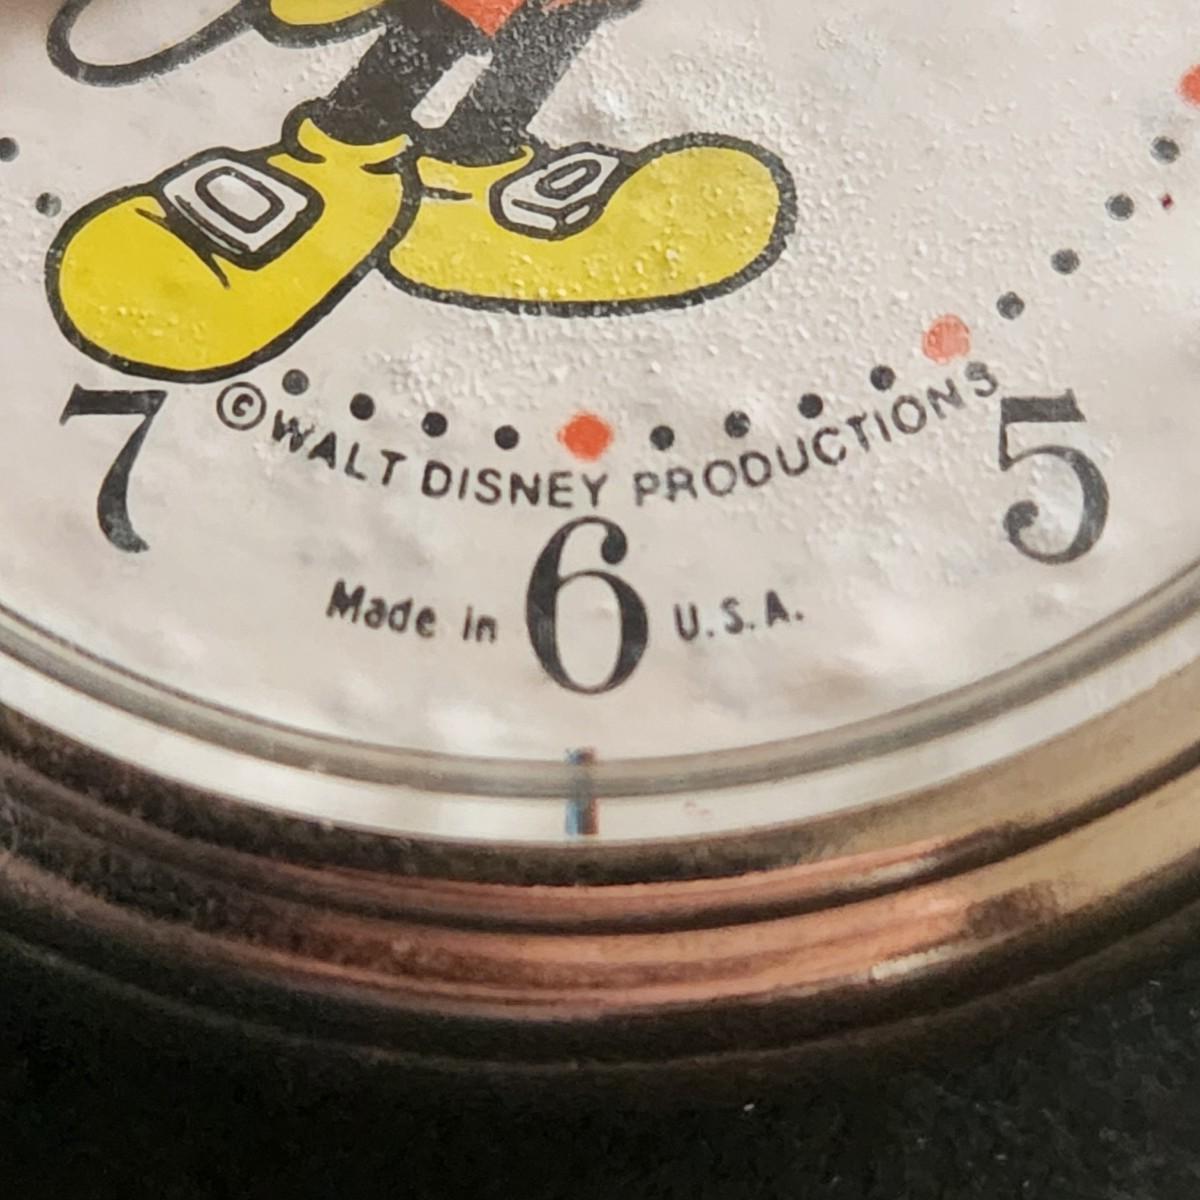 7 5
© WALT DISNEY PRODUCTIONS
Made in 6 U.S.A.